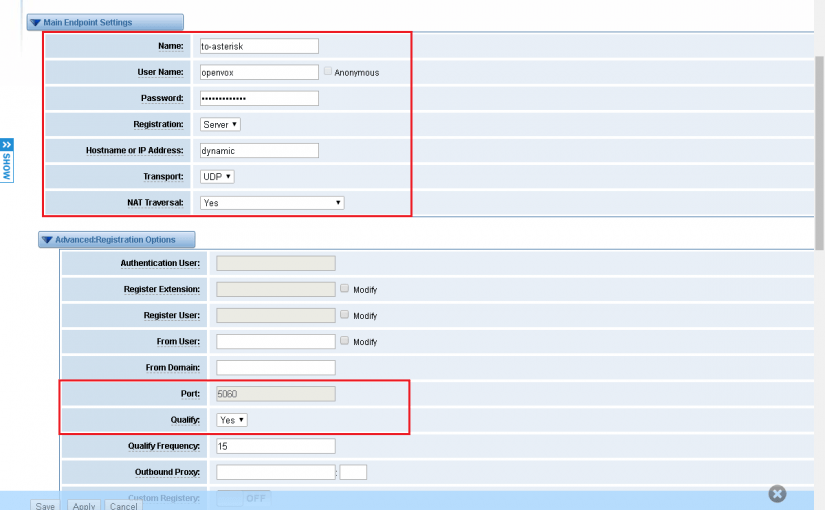 Main Endpoint Settings
Name: to-asterisk
User Name: openvox Anonymous
Password: •••••••••••••
Registration: Server
Hostname or IP Address: dynamic
Transport: UDP
NAT Traversal: Yes
SHOW
Advanced:Registration Options
Authentication User:
Register Extension: Modify
Register User: Modify
From User: Modify
From Domain:
Port: 5060
Qualify: Yes
Qualify Frequency: 15
Outbound Proxy: :
Custom Registery: OFF
Save Apply Cancel